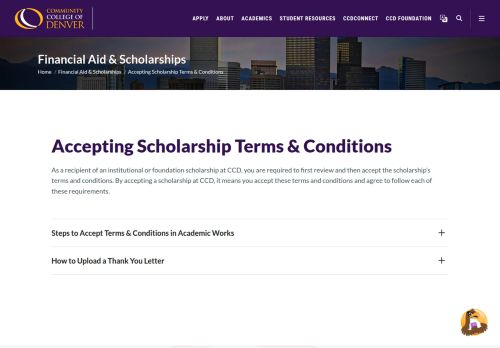 COMMUNITY
COLLEGE OF
DENVER
APPLY ABOUT ACADEMICS STUDENT RESOURCES CCDCONNECT CCD FOUNDATION
Financial Aid & Scholarships
Home / Financial Aid & Scholarships / Accepting Scholarship Terms & Conditions
Accepting Scholarship Terms & Conditions
As a recipient of an institutional or foundation scholarship at CCD, you are required to first review and then accept the scholarship's
terms and conditions. By accepting a scholarship at CCD, it means you accept these terms and conditions and agree to follow each of
these requirements.
Steps to Accept Terms & Conditions in Academic Works
How to Upload a Thank You Letter